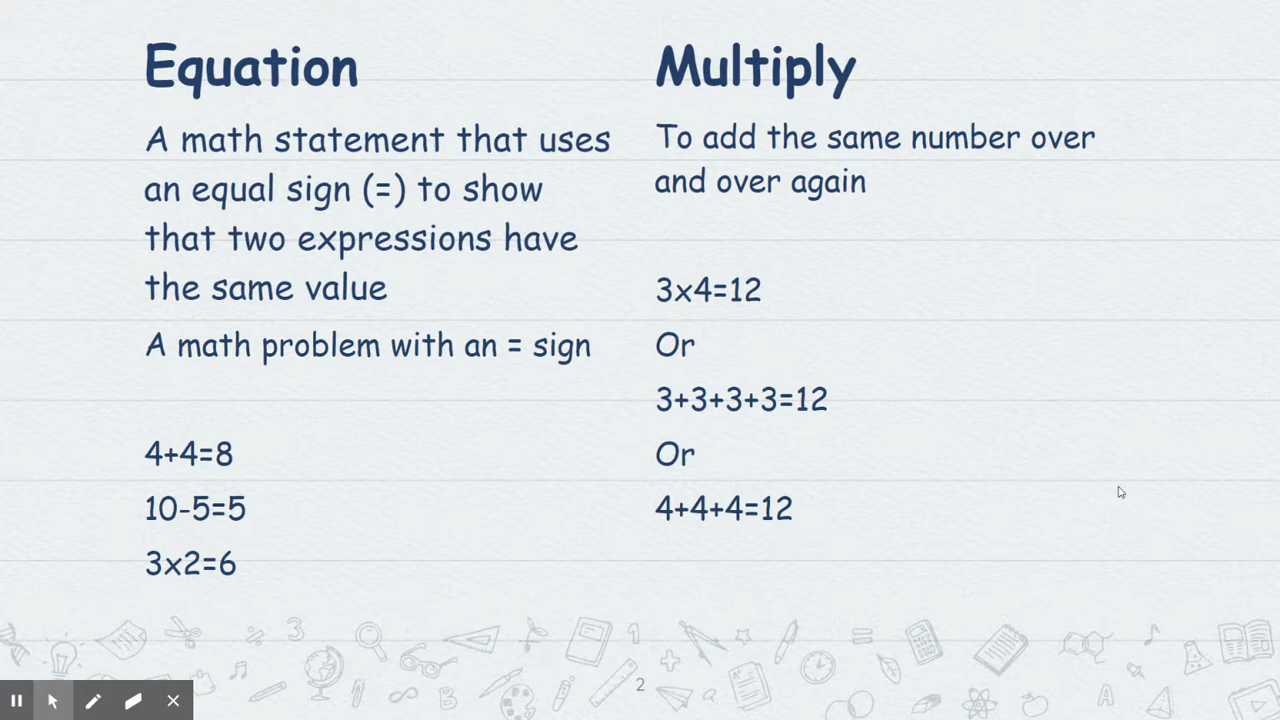 Equation
A math statement that uses
an equal sign (=) to show
that two expressions have
the same value
A math problem with an = sign
4+4=8
10-5=5
3x2=6
Multiply
To add the same number over
and over again
3x4=12
Or
3+3+3+3=12
Or
4+4+4=12
2